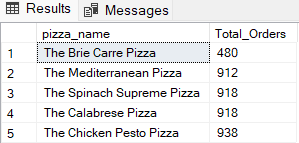 Results Messages
pizza_name Total_Orders
1 The Brie Carre Pizza 480
2 The Mediterranean Pizza 912
3 The Spinach Supreme Pizza 918
4 The Calabrese Pizza 918
5 The Chicken Pesto Pizza 938